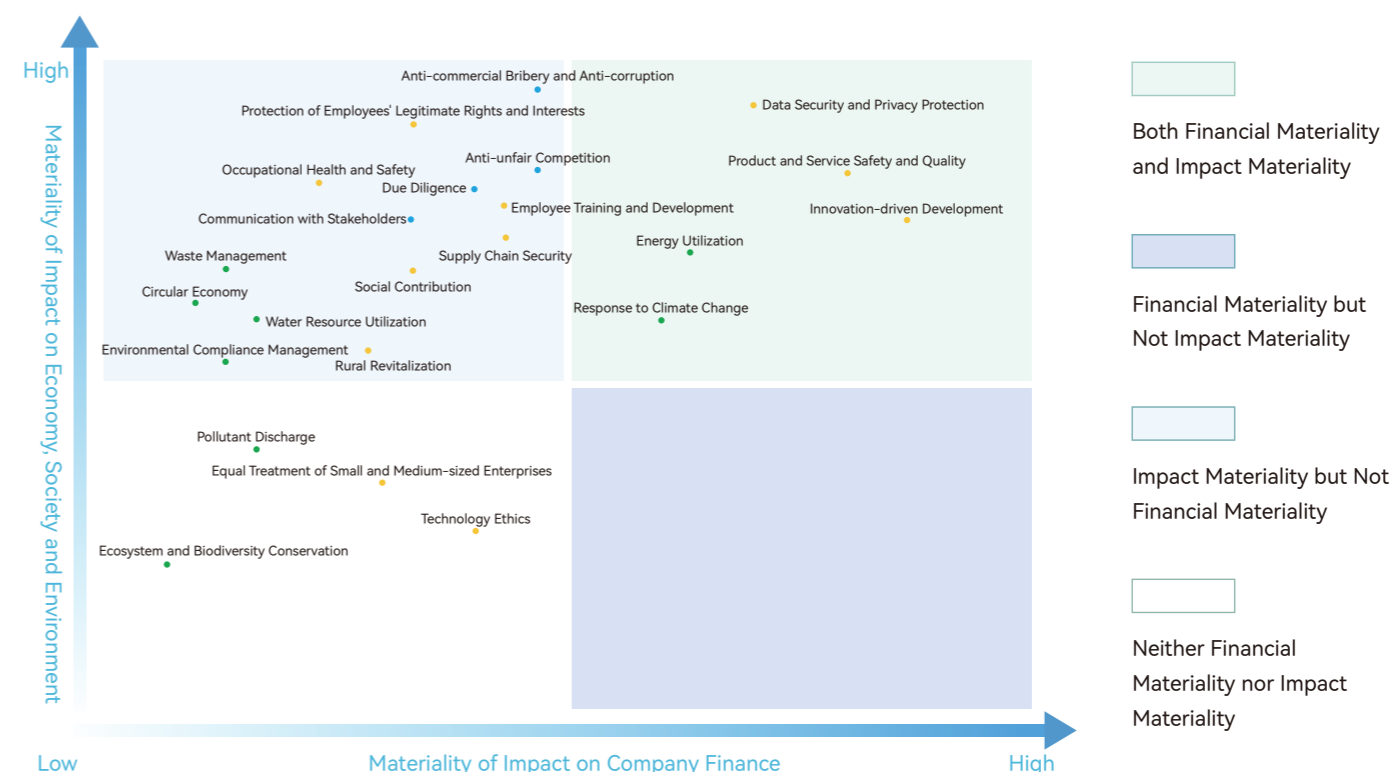 High
Materiality of Impact on Economy, Society and Environment
Anti-commercial Bribery and Anti-corruption
Protection of Employees' Legitimate Rights and Interests
Data Security and Privacy Protection
Anti-unfair Competition
Product and Service Safety and Quality
Occupational Health and Safety
Due Diligence
Employee Training and Development
Innovation-driven Development
Communication with Stakeholders
Energy Utilization
Waste Management
Supply Chain Security
Social Contribution
Circular Economy
Response to Climate Change
Water Resource Utilization
Environmental Compliance Management
Rural Revitalization
Pollutant Discharge
Equal Treatment of Small and Medium-sized Enterprises
Technology Ethics
Ecosystem and Biodiversity Conservation
Low
Materiality of Impact on Company Finance
High
Both Financial Materiality
and Impact Materiality
Financial Materiality but
Not Impact Materiality
Impact Materiality but Not
Financial Materiality
Neither Financial
Materiality nor Impact
Materiality